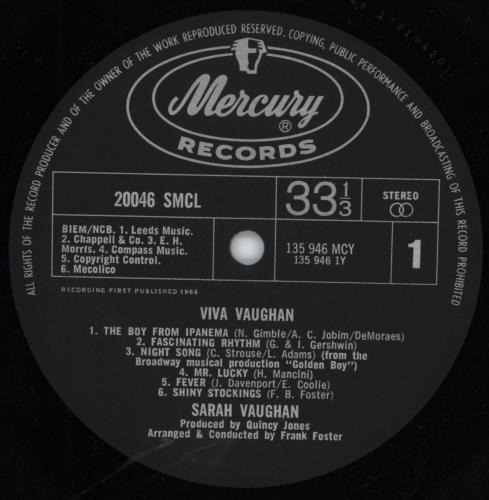 ALL RIGHTS OF THE RECORD PRODUCER AND OF THE OWNER OF THE WORK REPRODUCED RESERVED. COPYING, PUBLIC PERFORMANCE AND BROADCASTING OF THIS RECORD PROHIBITED
Mercury ®
RECORDS
20046 SMCL
33 1/3
STEREO
BIEM/NCB. 1. Leeds Music.
2. Chappell & Co. 3. E. H.
Morris. 4. Compass Music.
5. Copyright Control.
6. Mecolico
135 946 MCY
135 946 1Y
1
RECORDING FIRST PUBLISHED 1964
VIVA VAUGHAN
1. THE BOY FROM IPANEMA (N. Gimble/A. C. Jobim/DeMoraes)
2. FASCINATING RHYTHM (G. & I. Gershwin)
3. NIGHT SONG (C. Strouse/L. Adams) (from the
Broadway musical production "Golden Boy")
4. MR. LUCKY (H. Mancini)
5. FEVER (J. Davenport/E. Coolie)
6. SHINY STOCKINGS (F. B. Foster)
SARAH VAUGHAN
Produced by Quincy Jones
Arranged & Conducted by Frank Foster